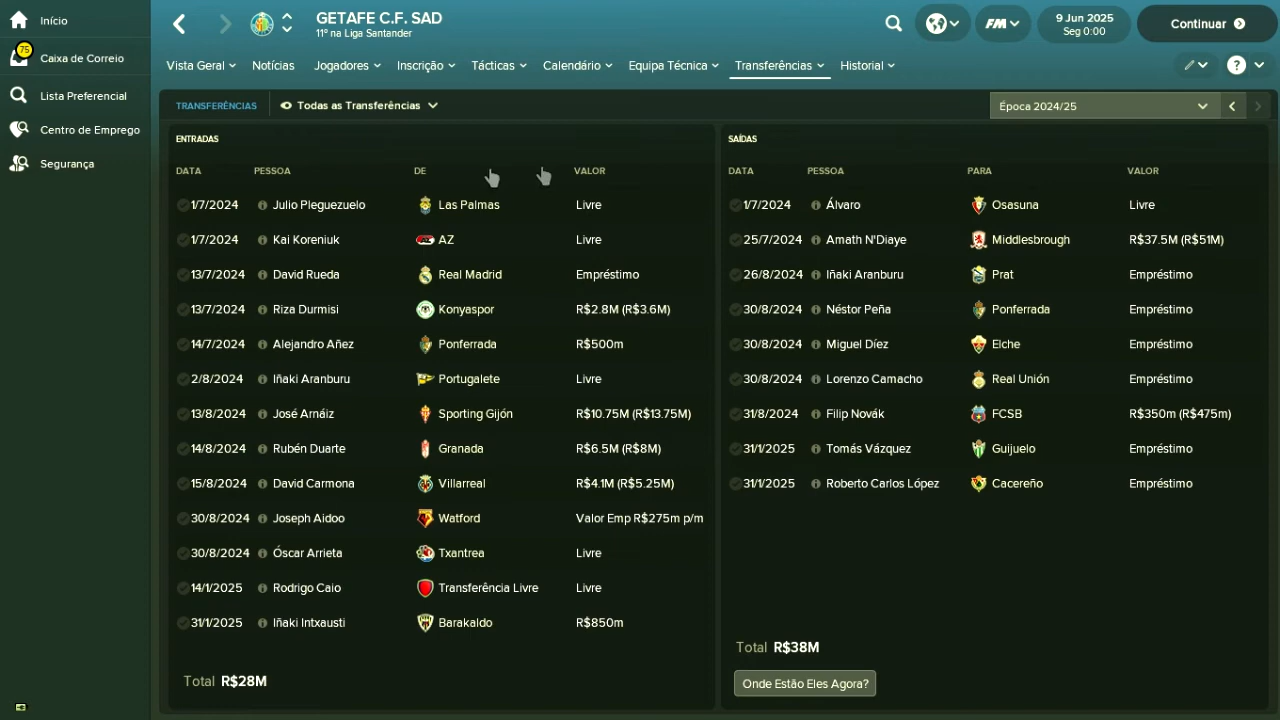 Início
75
Caixa de Correio
Lista Preferencial
Centro de Emprego
Segurança
GETAFE C.F. SAD
11º na Liga Santander
FM
9 Jun 2025
Seg 0:00
Continuar
Vista Geral
Notícias
Jogadores
Inscrição
Tácticas
Calendário
Equipa Técnica
Transferências
Historial
?
TRANSFERÊNCIAS
Todas as Transferências
Época 2024/25
ENTRADAS
DATA PESSOA DE VALOR
1/7/2024 Julio Pleguezuelo Las Palmas Livre
1/7/2024 Kai Koreniuk AZ Livre
13/7/2024 David Rueda Real Madrid Empréstimo
13/7/2024 Riza Durmisi Konyaspor R$2.8M (R$3.6M)
14/7/2024 Alejandro Añez Ponferrada R$500m
2/8/2024 Iñaki Aranburu Portugalete Livre
13/8/2024 José Arnáiz Sporting Gijón R$10.75M (R$13.75M)
14/8/2024 Rubén Duarte Granada R$6.5M (R$8M)
15/8/2024 David Carmona Villarreal R$4.1M (R$5.25M)
30/8/2024 Joseph Aidoo Watford Valor Emp R$275m p/m
30/8/2024 Óscar Arrieta Txantrea Livre
14/1/2025 Rodrigo Caio Transferência Livre Livre
31/1/2025 Iñaki Intxausti Barakaldo R$850m
Total R$28M
SAÍDAS
DATA PESSOA PARA VALOR
1/7/2024 Álvaro Osasuna Livre
25/7/2024 Amath N'Diaye Middlesbrough R$37.5M (R$51M)
26/8/2024 Iñaki Aranburu Prat Empréstimo
30/8/2024 Néstor Peña Ponferrada Empréstimo
30/8/2024 Miguel Díez Elche Empréstimo
30/8/2024 Lorenzo Camacho Real Unión Empréstimo
31/8/2024 Filip Novák FCSB R$350m (R$475m)
31/1/2025 Tomás Vázquez Guijuelo Empréstimo
31/1/2025 Roberto Carlos López Cacereño Empréstimo
Total R$38M
Onde Estão Eles Agora?